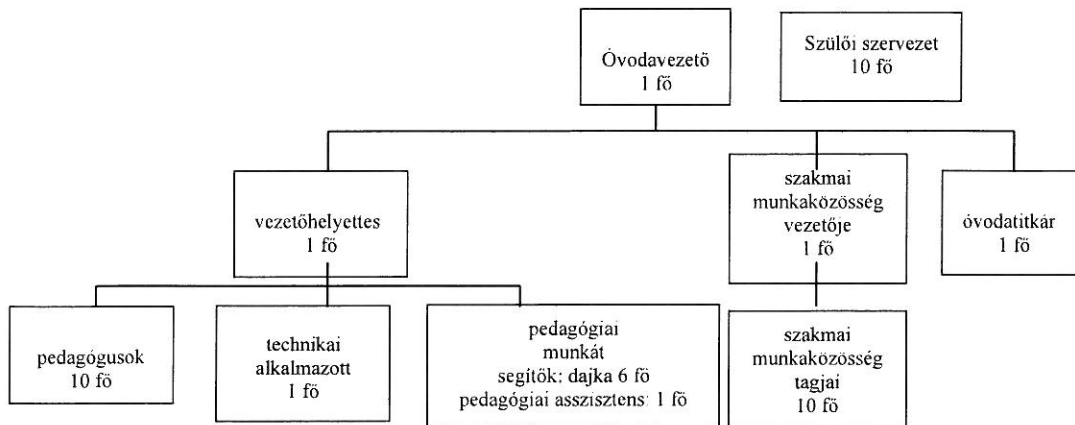 Óvodavezető
1 fő
Szülői szervezet
10 fő
vezetőhelyettes
1 fő
szakmai
munkaközösség
vezetője
1 fő
óvodatitkár
1 fő
pedagógusok
10 fő
technikai
alkalmazott
1 fő
pedagógiai
munkát
segítők: dajka 6 fő
pedagógiai asszisztens: 1 fő
szakmai
munkaközösség
tagjai
10 fő